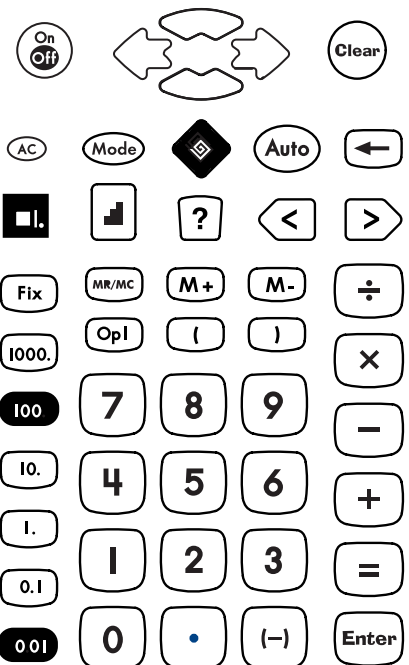 On
Off
Clear
AC
Mode
Auto
←
?
<
>
Fix
MR/MC
M+
M-
÷
1000.
Op1
(
)
×
100
7
8
9
−
10.
4
5
6
+
1.
1
2
3
=
0.1
0
.
(−)
Enter
0 01